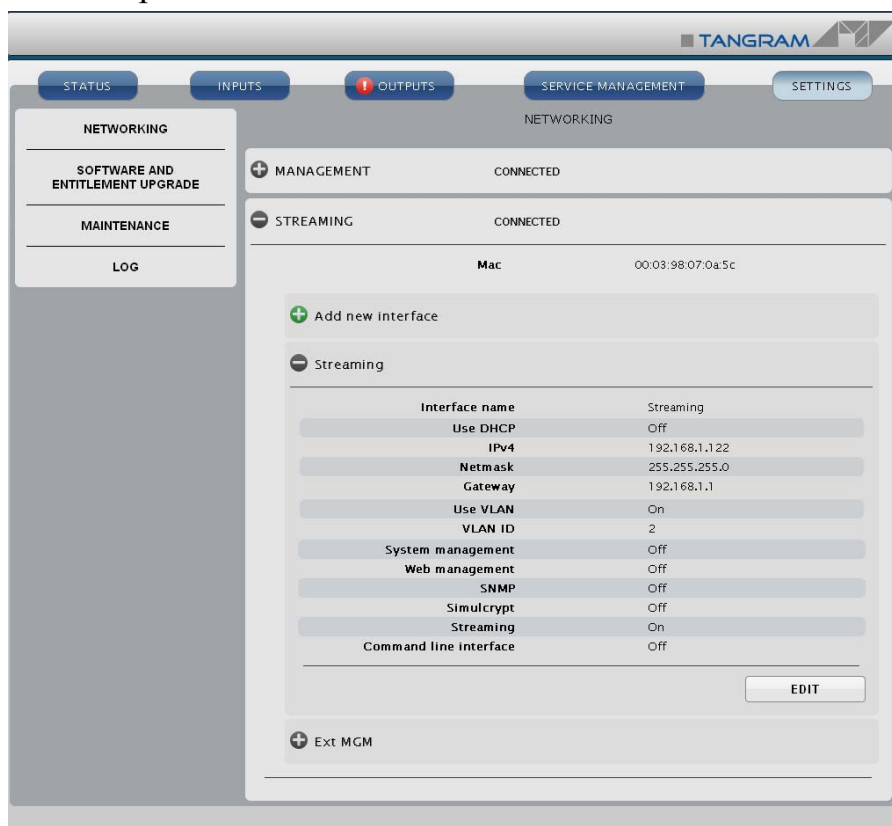 TANGRAM
STATUS INPUTS OUTPUTS SERVICE MANAGEMENT SETTINGS
NETWORKING
SOFTWARE AND
ENTITLEMENT UPGRADE
MAINTENANCE
LOG
NETWORKING
MANAGEMENT CONNECTED
STREAMING CONNECTED
Mac 00:03:98:07:0a:5c
Add new interface
Streaming
Interface name Streaming
Use DHCP Off
IPv4 192.168.1.122
Netmask 255.255.255.0
Gateway 192.168.1.1
Use VLAN On
VLAN ID 2
System management Off
Web management Off
SNMP Off
Simulcrypt Off
Streaming On
Command line interface Off
EDIT
Ext MGM